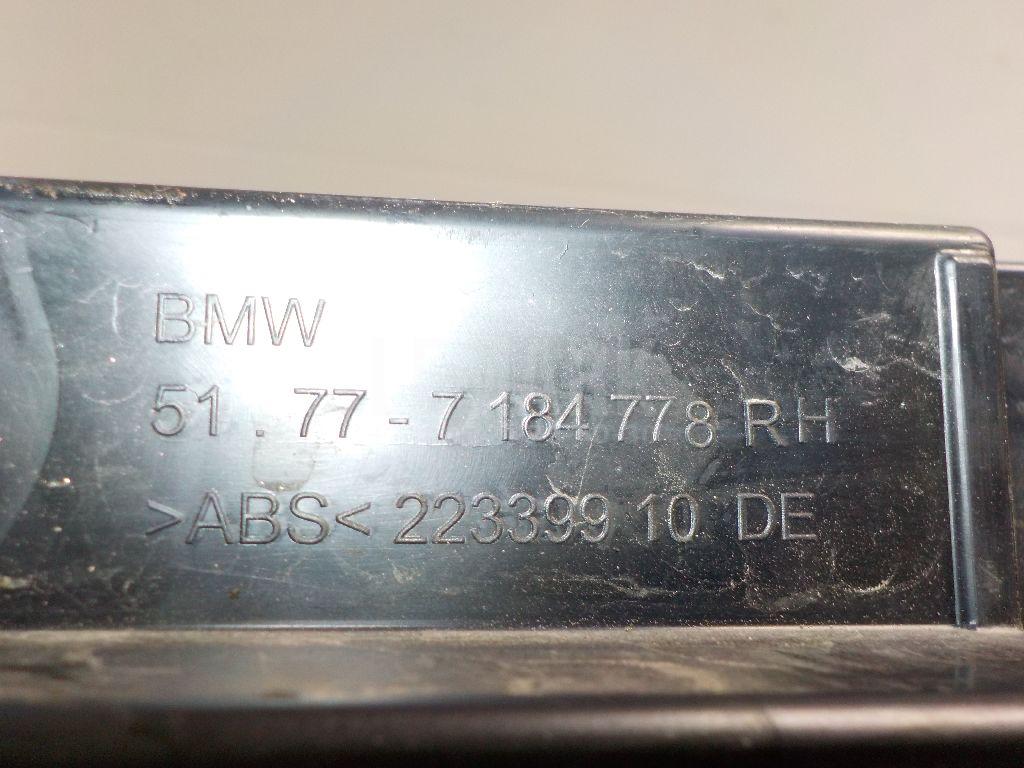 BMW
51.77-7 184 778 RH
>ABS< 223399 10 DE